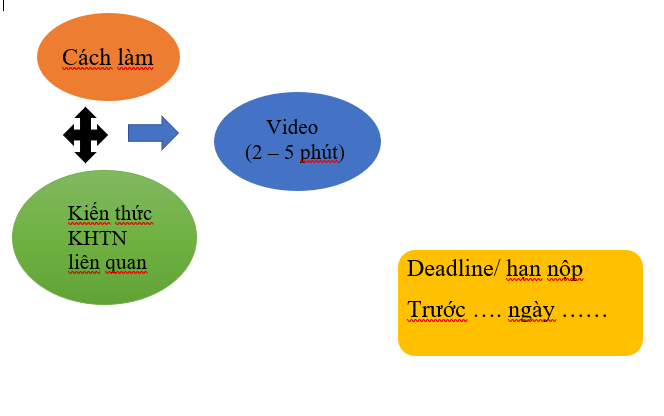 Cách làm
Video
(2 – 5 phút)
Kiến thức
KHTN
liên quan
Deadline/ hạn nộp
Trước …. ngày ……